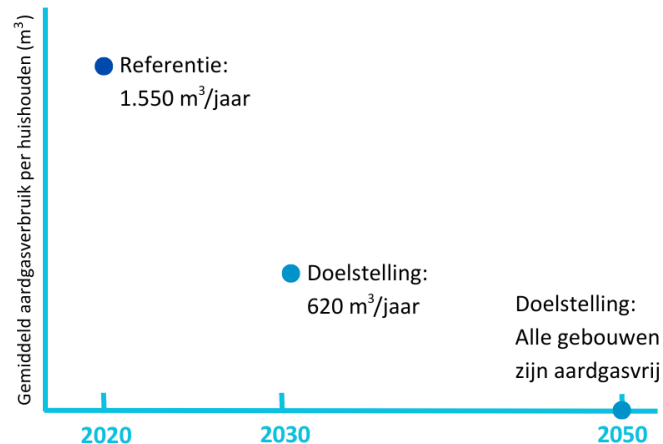 Gemiddeld aardgasverbruik per huishouden (m³)
Referentie:
1.550 m³/jaar
Doelstelling:
620 m³/jaar
Doelstelling:
Alle gebouwen
zijn aardgasvrij
2020
2030
2050